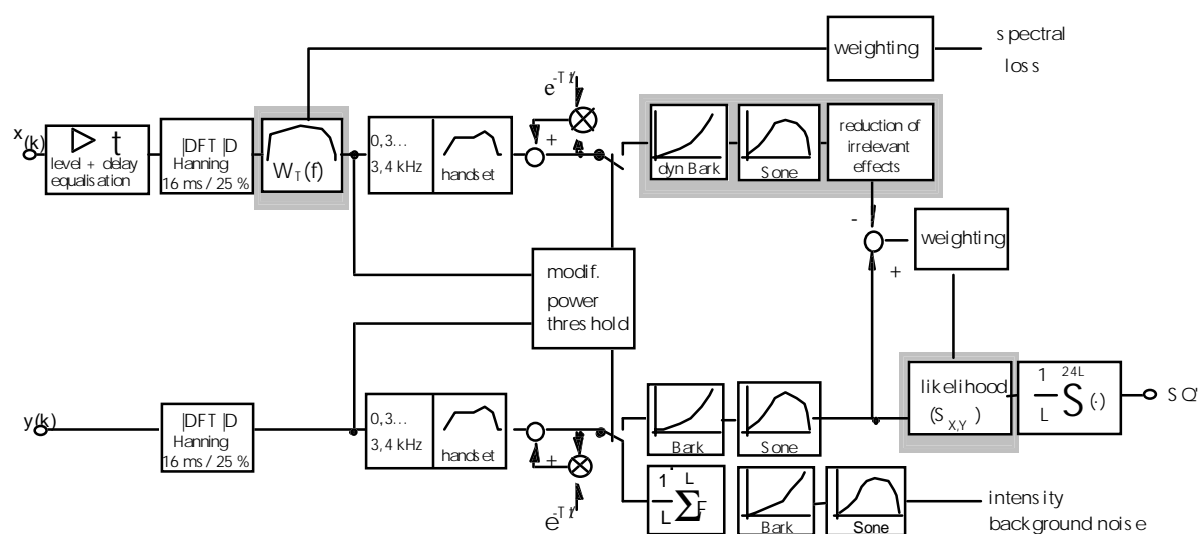 weighting
spectral
loss
e-T/τ
x(k)
t
level + delay
equalisation
|DFT|
Hanning
16 ms / 25 %
WT(f)
0,3...
3,4 kHz
handset
+
dyn Bark
Sone
reduction of
irrelevant
effects
-
+
weighting
modif.
power
threshold
y(k)
|DFT|
Hanning
16 ms / 25 %
0,3...
3,4 kHz
handset
+
Bark
Sone
likelihood
(SX,Y)
1
L
24L
S (·)
SQ
1
L
L
Σ
Bark
Sone
intensity
background noise